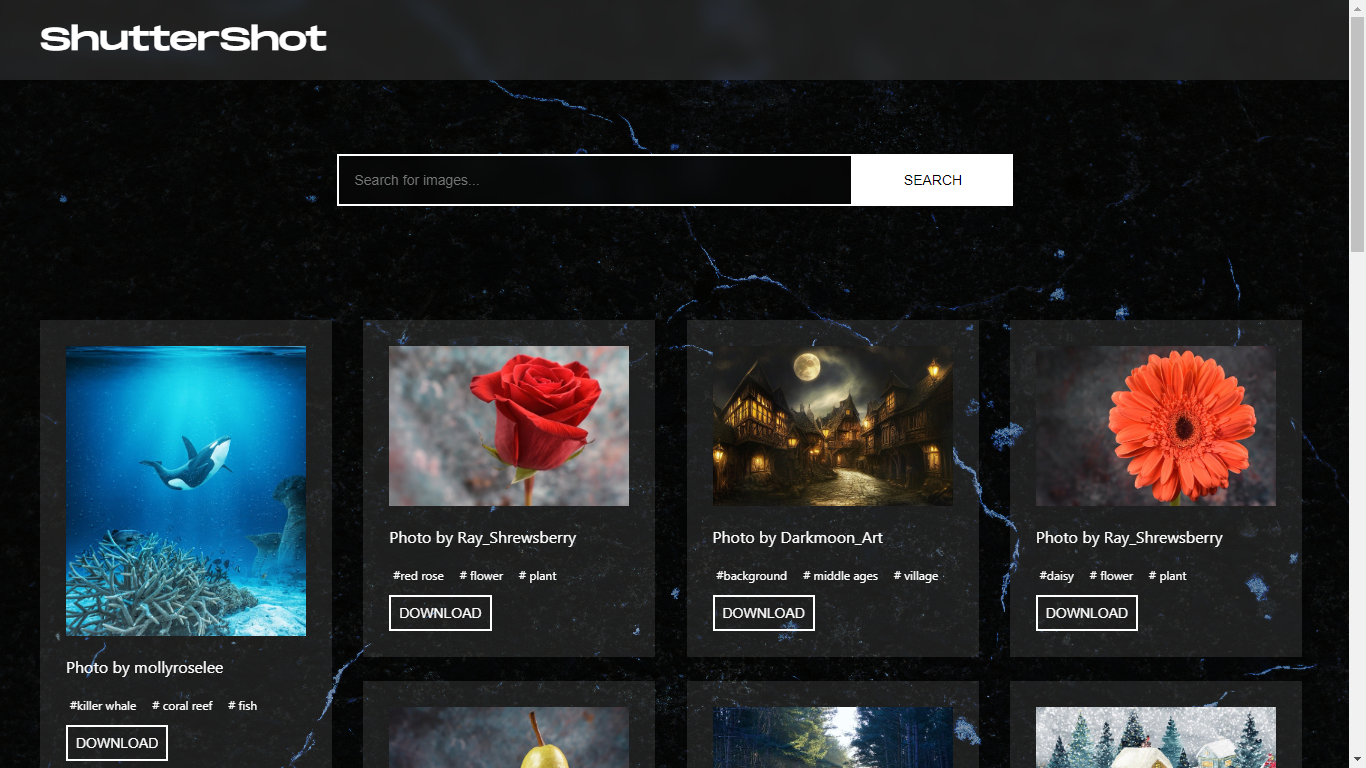 ShutterShot
Search for images...
SEARCH
Photo by mollyroselee
#killer whale # coral reef # fish
DOWNLOAD
Photo by Ray_Shrewsberry
#red rose # flower # plant
DOWNLOAD
Photo by Darkmoon_Art
#background # middle ages # village
DOWNLOAD
Photo by Ray_Shrewsberry
#daisy # flower # plant
DOWNLOAD